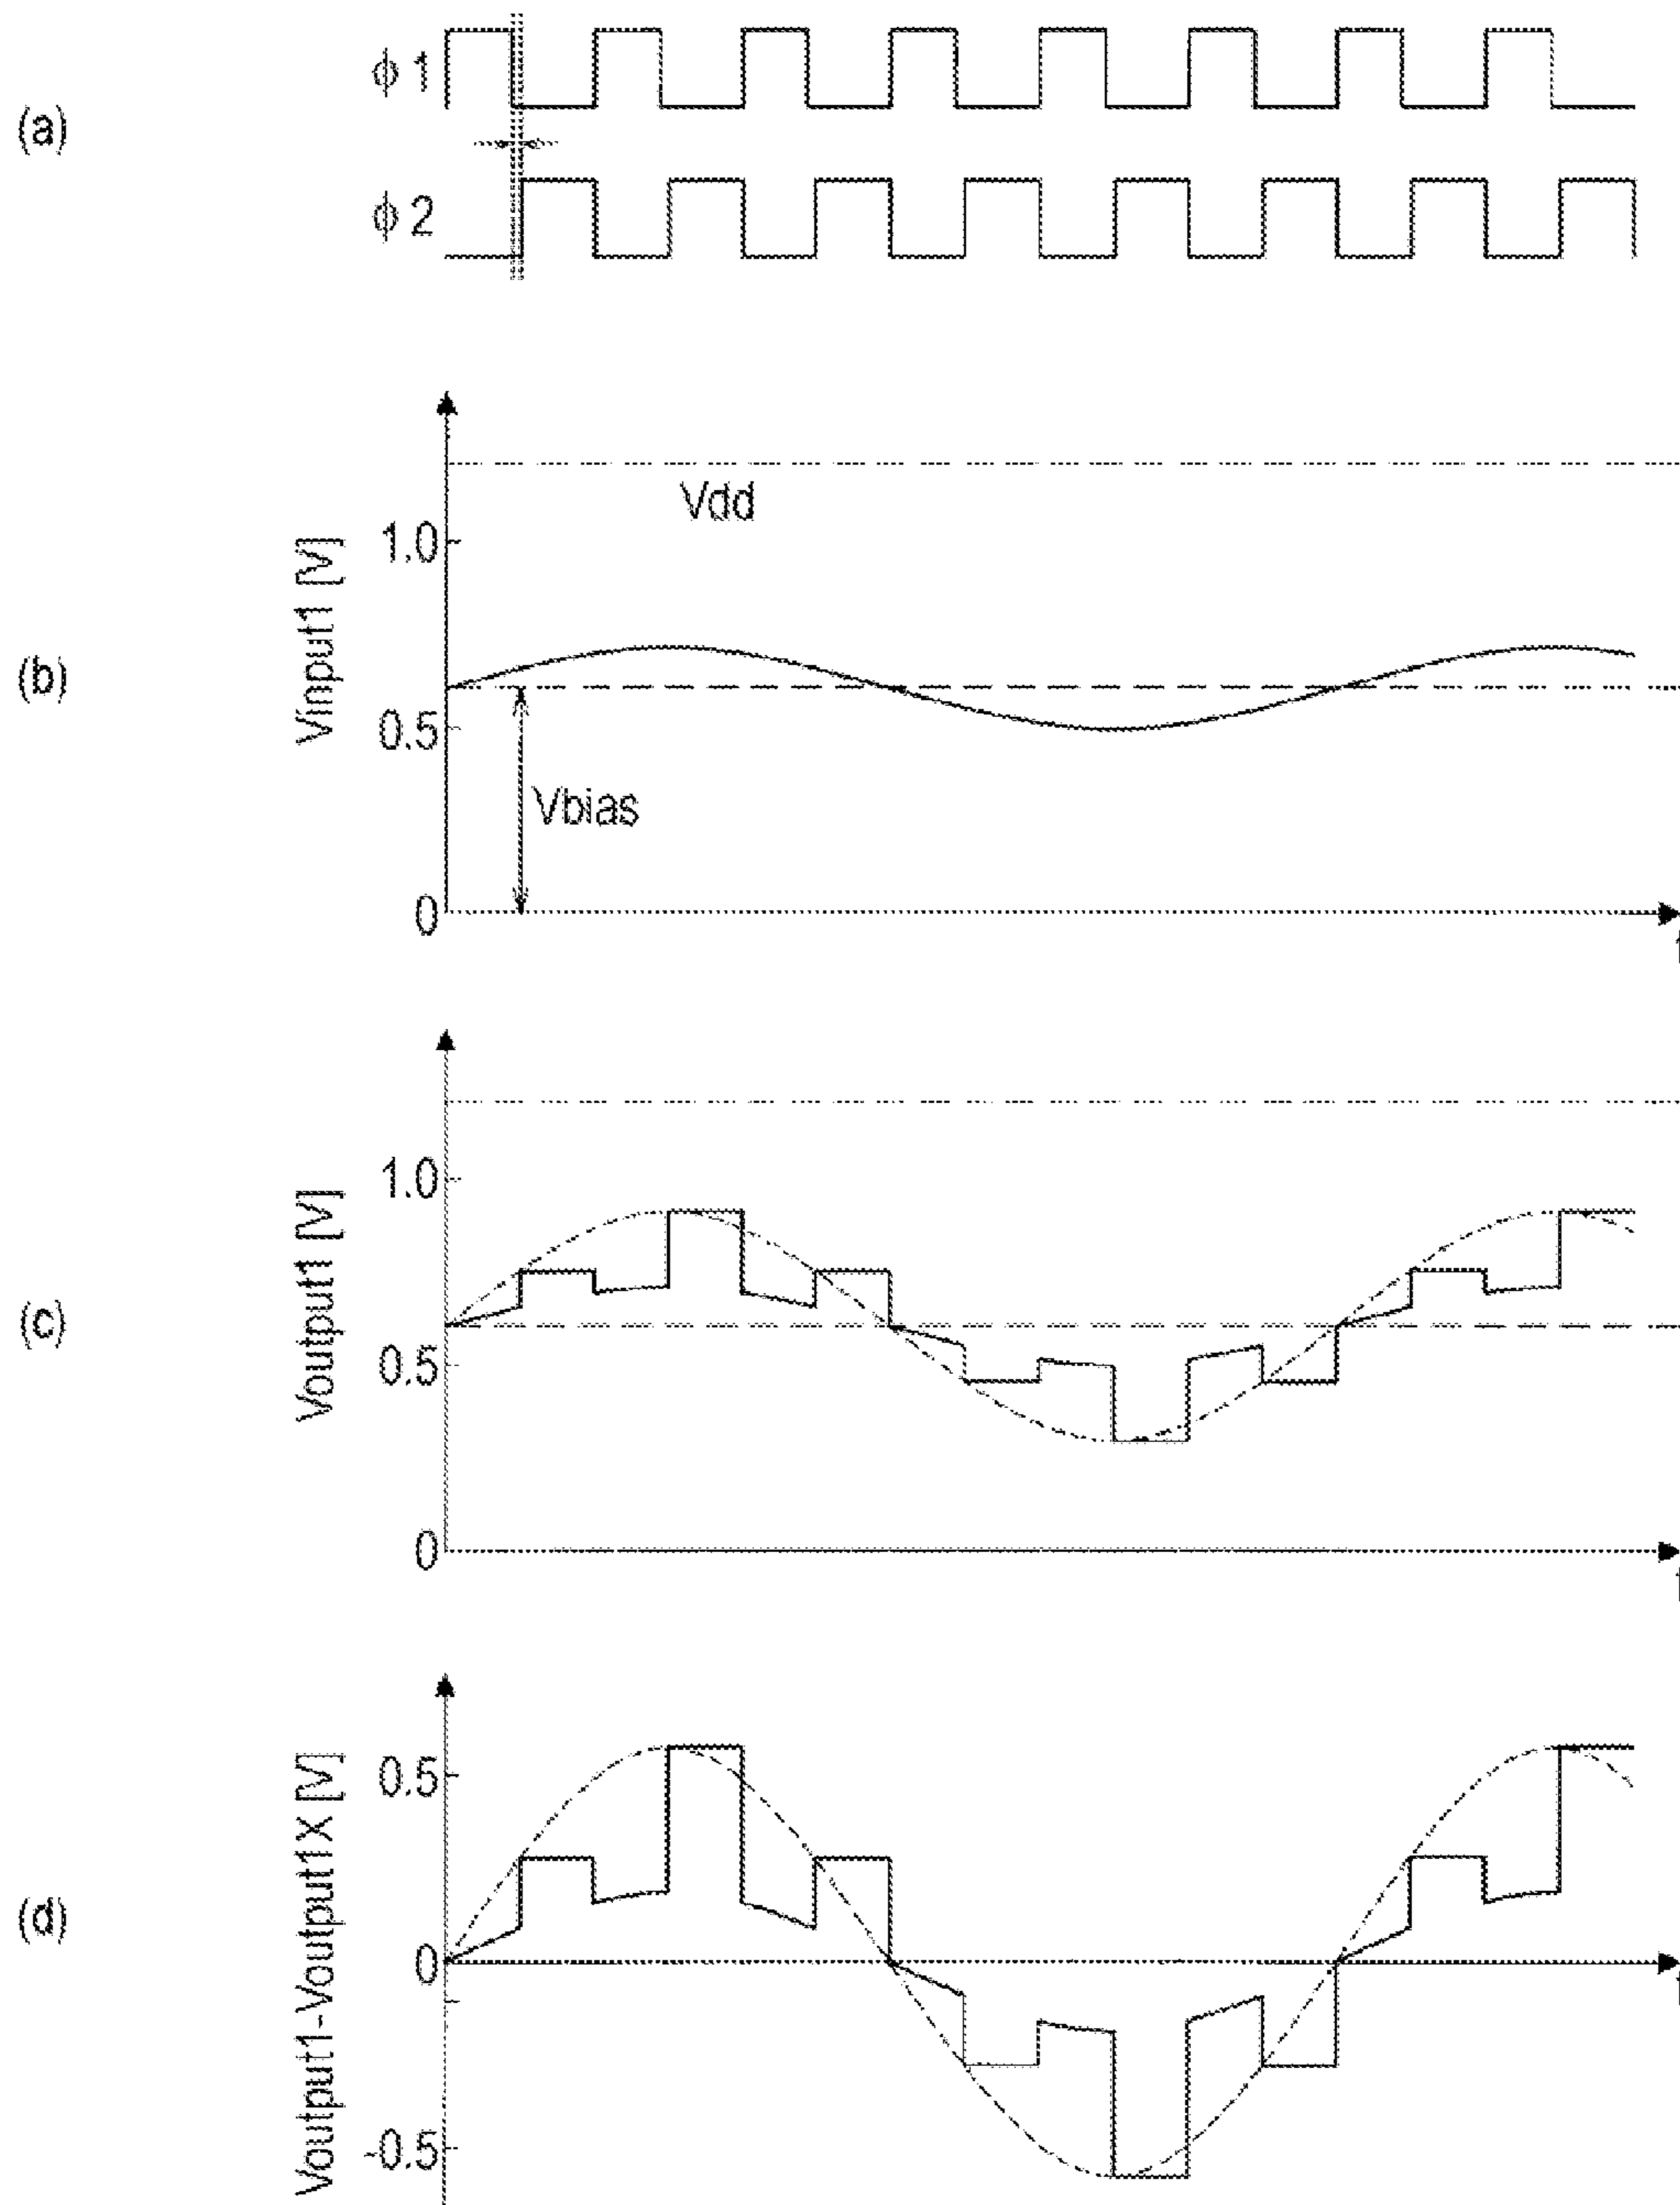 (a)
ϕ1
ϕ2
(b)
Vinput1 [V]
1.0
0.5
0
Vdd
Vbias
t
(c)
Voutput1 [V]
1.0
0.5
0
t
(d)
Voutput1-Voutput1X [V]
0.5
0
-0.5
t